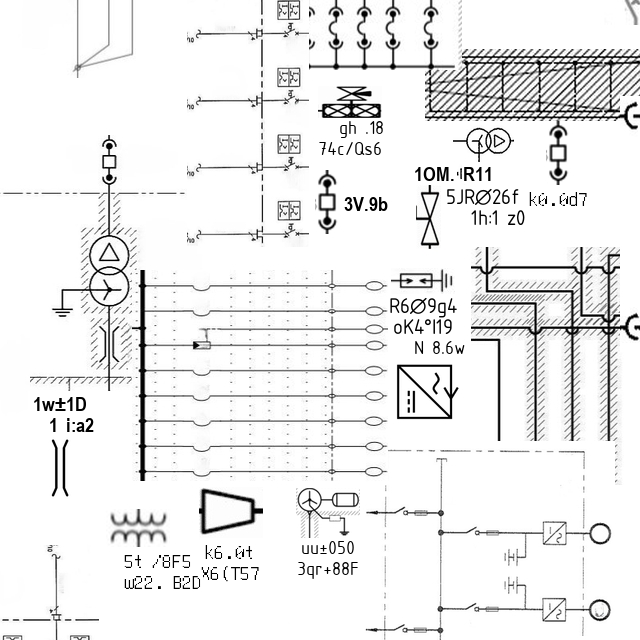 gh .18
74c/Qs6
3V.9b
1OM.
R11
5JRØ26f
1h:1 z0
k0.0d7
R6Ø9g4
oK4°I19
N 8.6w
1w±1D
1 i:a2
5t /8F5
w22. B2D
k6.0t
X6(T57
uu±050
3qr+88F